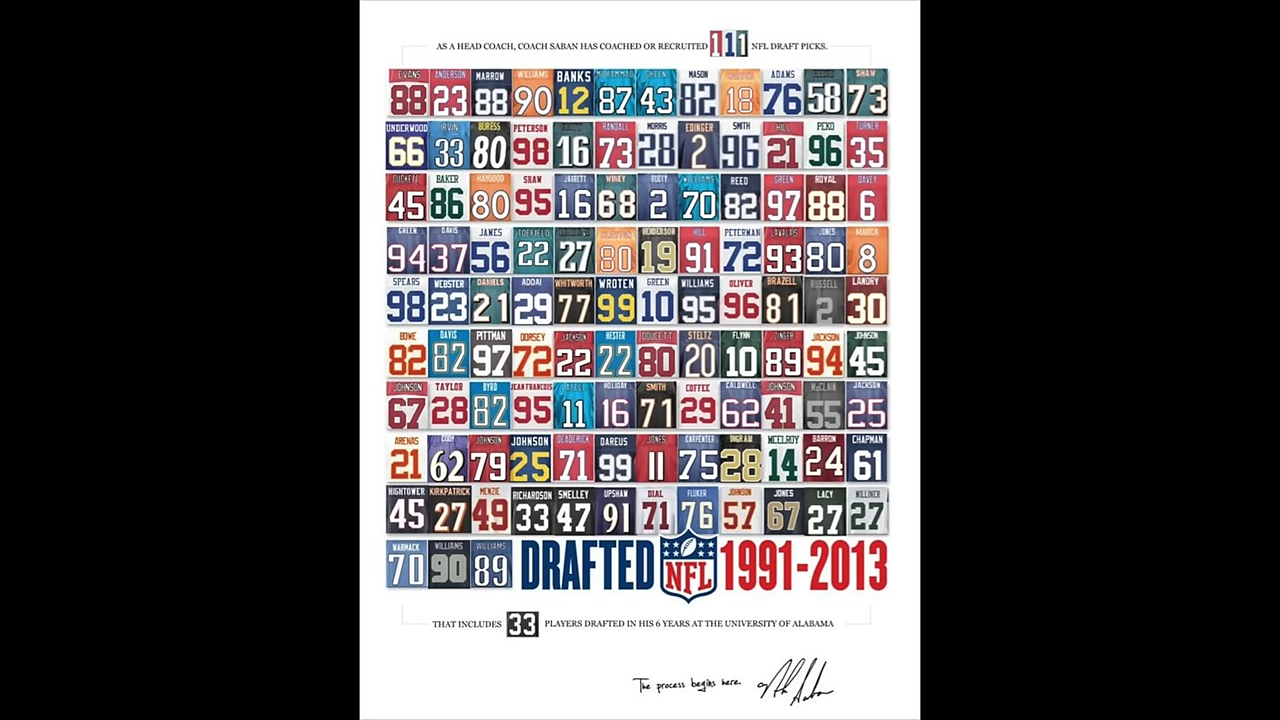 AS A HEAD COACH, COACH SABAN HAS COACHED OR RECRUITED 111 NFL DRAFT PICKS.
EVANS ANDERSON MARROW WILLIAMS BANKS MUHAMMAD GREEN MASON ADAMS SHAW
88 23 88 90 12 87 43 82 18 76 58 73
UNDERWOOD IRVIN BURESS PETERSON RANDALL MORRIS EDINGER SMITH HILL PEKO TURNER
66 33 80 98 16 73 28 2 96 21 96 35
DUCKETT BAKER HAYGOOD SHAW JARRETT WILEY BOOTY WILLIAMS REED GREEN ROYAL DAVEY
45 86 80 95 16 68 2 70 82 97 88 6
GREEN DAVIS JAMES TOEFIELD HENDERSON HILL PETERMAN LAVALAIS JONES MAUCK
94 37 56 22 27 80 19 91 72 93 80 8
SPEARS WEBSTER DANIELS ADDAI WHITWORTH WROTEN GREEN WILLIAMS OLIVER BRAZELL RUSSELL LANDRY
98 23 21 29 77 99 10 95 96 81 2 30
BOWE DAVIS PITTMAN DORSEY JACKSON HESTER DOUCETT STELTZ FLYNN ZINGER JACKSON JOHNSON
82 82 97 72 22 22 80 20 10 89 94 45
JOHNSON TAYLOR BYRD JEAN FRANCOIS HOLIDAY SMITH COFFEE CALDWELL JOHNSON McCLAIN JACKSON
67 28 82 95 11 16 71 29 62 41 55 25
ARENAS CODY JOHNSON JOHNSON DEADERICK DAREUS JONES CARPENTER INGRAM MCELROY BARRON CHAPMAN
21 62 79 25 71 99 11 75 28 14 24 61
HIGHTOWER KIRKPATRICK MENZIE RICHARDSON SMELLEY UPSHAW DIAL FLUKER JOHNSON JONES LACY
45 27 49 33 47 91 71 76 57 67 27 27
WARMACK WILLIAMS WILLIAMS
70 90 89 DRAFTED NFL 1991-2013
THAT INCLUDES 33 PLAYERS DRAFTED IN HIS 6 YEARS AT THE UNIVERSITY OF ALABAMA
The process begins here.